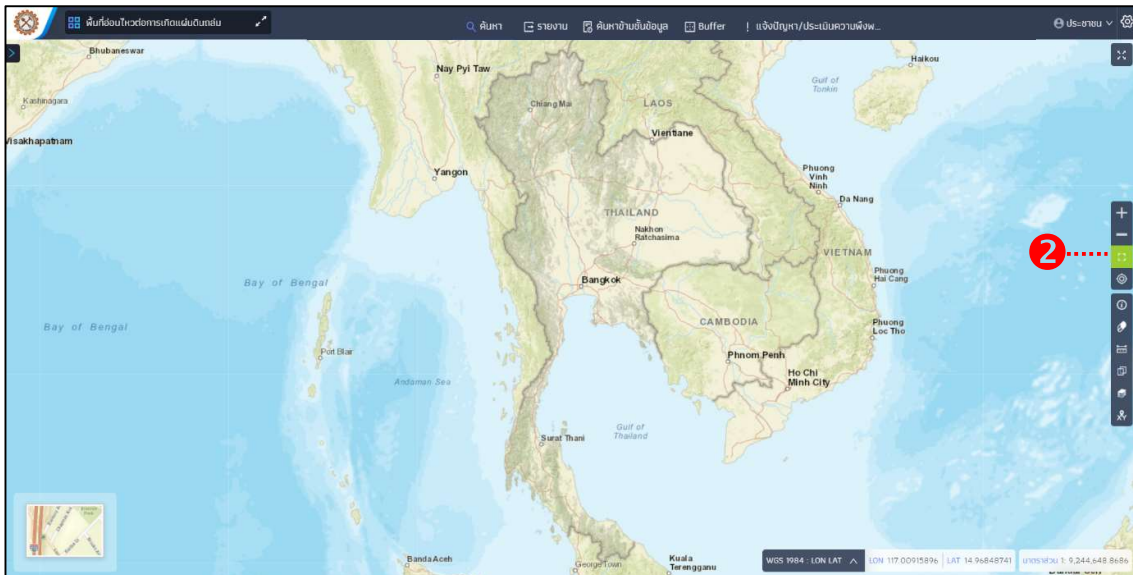 พื้นที่อ่อนไหวต่อการเกิดแผ่นดินถล่ม
ค้นหา
รายงาน
ค้นหาข้ามชั้นข้อมูล
Buffer
! แจ้งปัญหา/ประเมินความพึงพ...
ประชาชน
Bhubaneswar
Nay Pyi Taw
Haikou
Gulf of
Tonkin
Kashinagara
Chiang Mai
LAOS
Visakhapatnam
Vientiane
Yangon
Phuong
Vinh
Ninh
Da Nang
THAILAND
Nakhon
Ratchasima
VIETNAM
2
Bay of Bengal
Bangkok
Phuong
Hai Cang
Bay of Bengal
CAMBODIA
Phuong
Loc Tho
Port Blair
Phnom Penh
Andaman Sea
Ho Chi
Minh City
Gulf of
Thailand
Surat Thani
Banda Aceh
George Town
Kuala
Terengganu
WGS 1984 : LON LAT
LON 117.00915896
LAT 14.96848741
มาตราส่วน 1: 9,244,648.8686